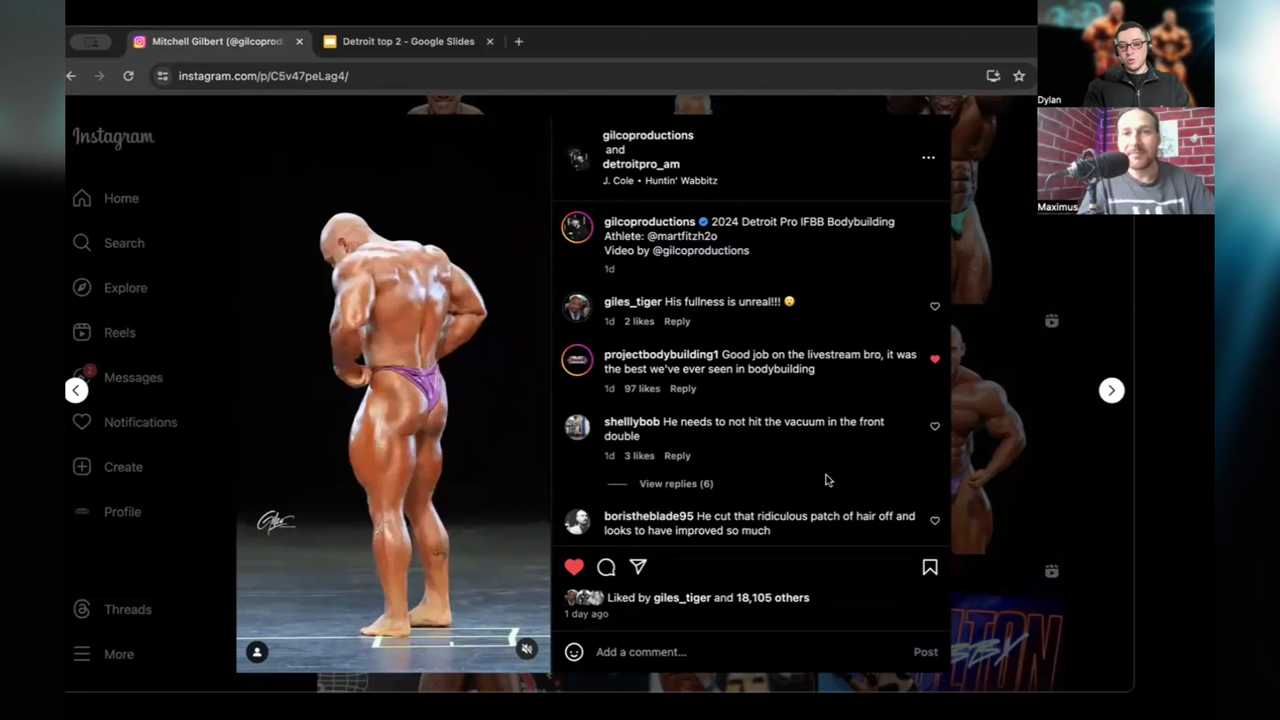 Mitchell Gilbert (@gilcoprod
Detroit top 2 - Google Slides
instagram.com/p/C5v47peLag4/
Dylan
Maximus
Instagram
Home
Search
Explore
Reels
2
Messages
Notifications
Create
Profile
Threads
More
gilcoproductions
and
detroitpro_am
J. Cole • Huntin' Wabbitz
gilcoproductions 2024 Detroit Pro IFBB Bodybuilding
Athlete: @martfitzh2o
Video by @gilcoproductions
1d
giles_tiger His fullness is unreal!!! 😮
1d 2 likes Reply
projectbodybuilding1 Good job on the livestream bro, it was
the best we've ever seen in bodybuilding
1d 97 likes Reply
shelllybob He needs to not hit the vacuum in the front
double
1d 3 likes Reply
View replies (6)
boristheblade95 He cut that ridiculous patch of hair off and
looks to have improved so much
Liked by giles_tiger and 18,105 others
1 day ago
Add a comment...
Post
Gilco